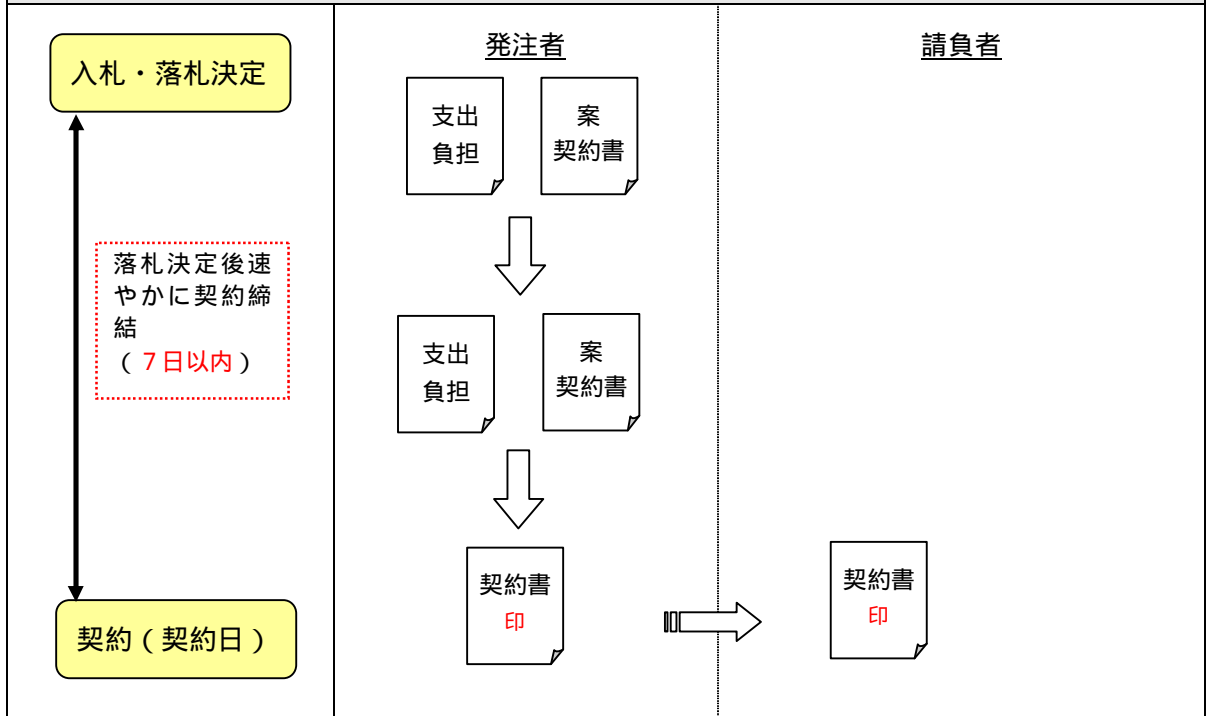 入札・落札決定
落札決定後速
やかに契約締
結
(7日以内)
契約(契約日)
発注者
支出
負担
案
契約書
支出
負担
案
契約書
契約書
印
請負者
契約書
印